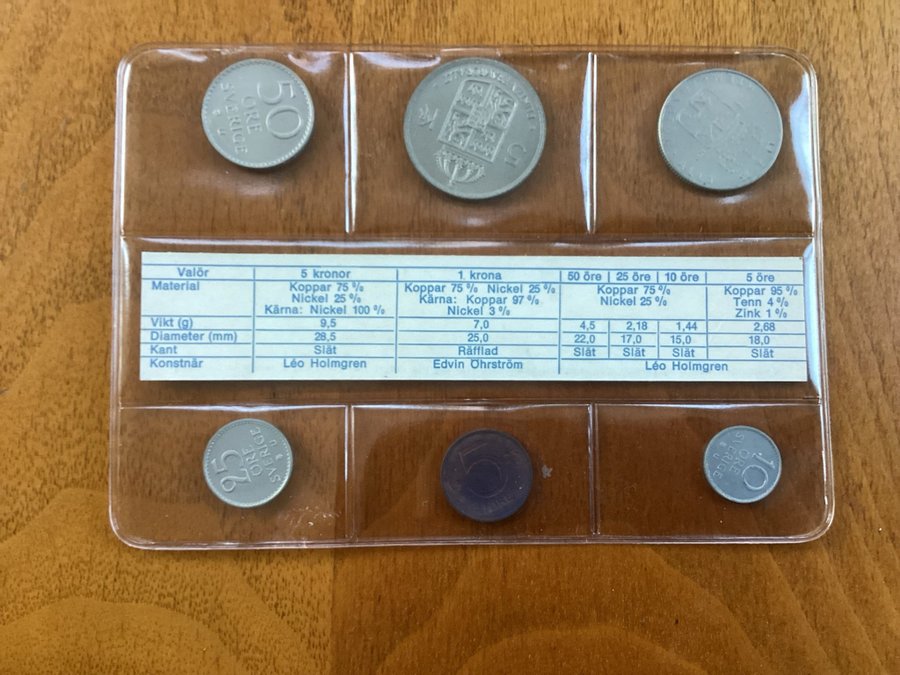 50
ÖRE
SVERIGE
U
5
Valör 5 kronor 1 krona 50 öre 25 öre 10 öre 5 öre
Material Koppar 75 % Koppar 75 % Nickel 25 % Koppar 75 % Koppar 95 %
Nickel 25 % Kärna: Koppar 97 % Nickel 25 % Tenn 4 %
Kärna: Nickel 100 % Nickel 3 % Zink 1 %
Vikt (g) 9,5 7,0 4,5 2,18 1,44 2,68
Diameter (mm) 28,5 25,0 22,0 17,0 15,0 18,0
Kant Slät Räfflad Slät Slät Slät Slät
Konstnär Léo Holmgren Edvin Öhrström Léo Holmgren
25
ÖRE
SVERIGE
U
5
ÖRE
10
ÖRE
SVERIGE
U